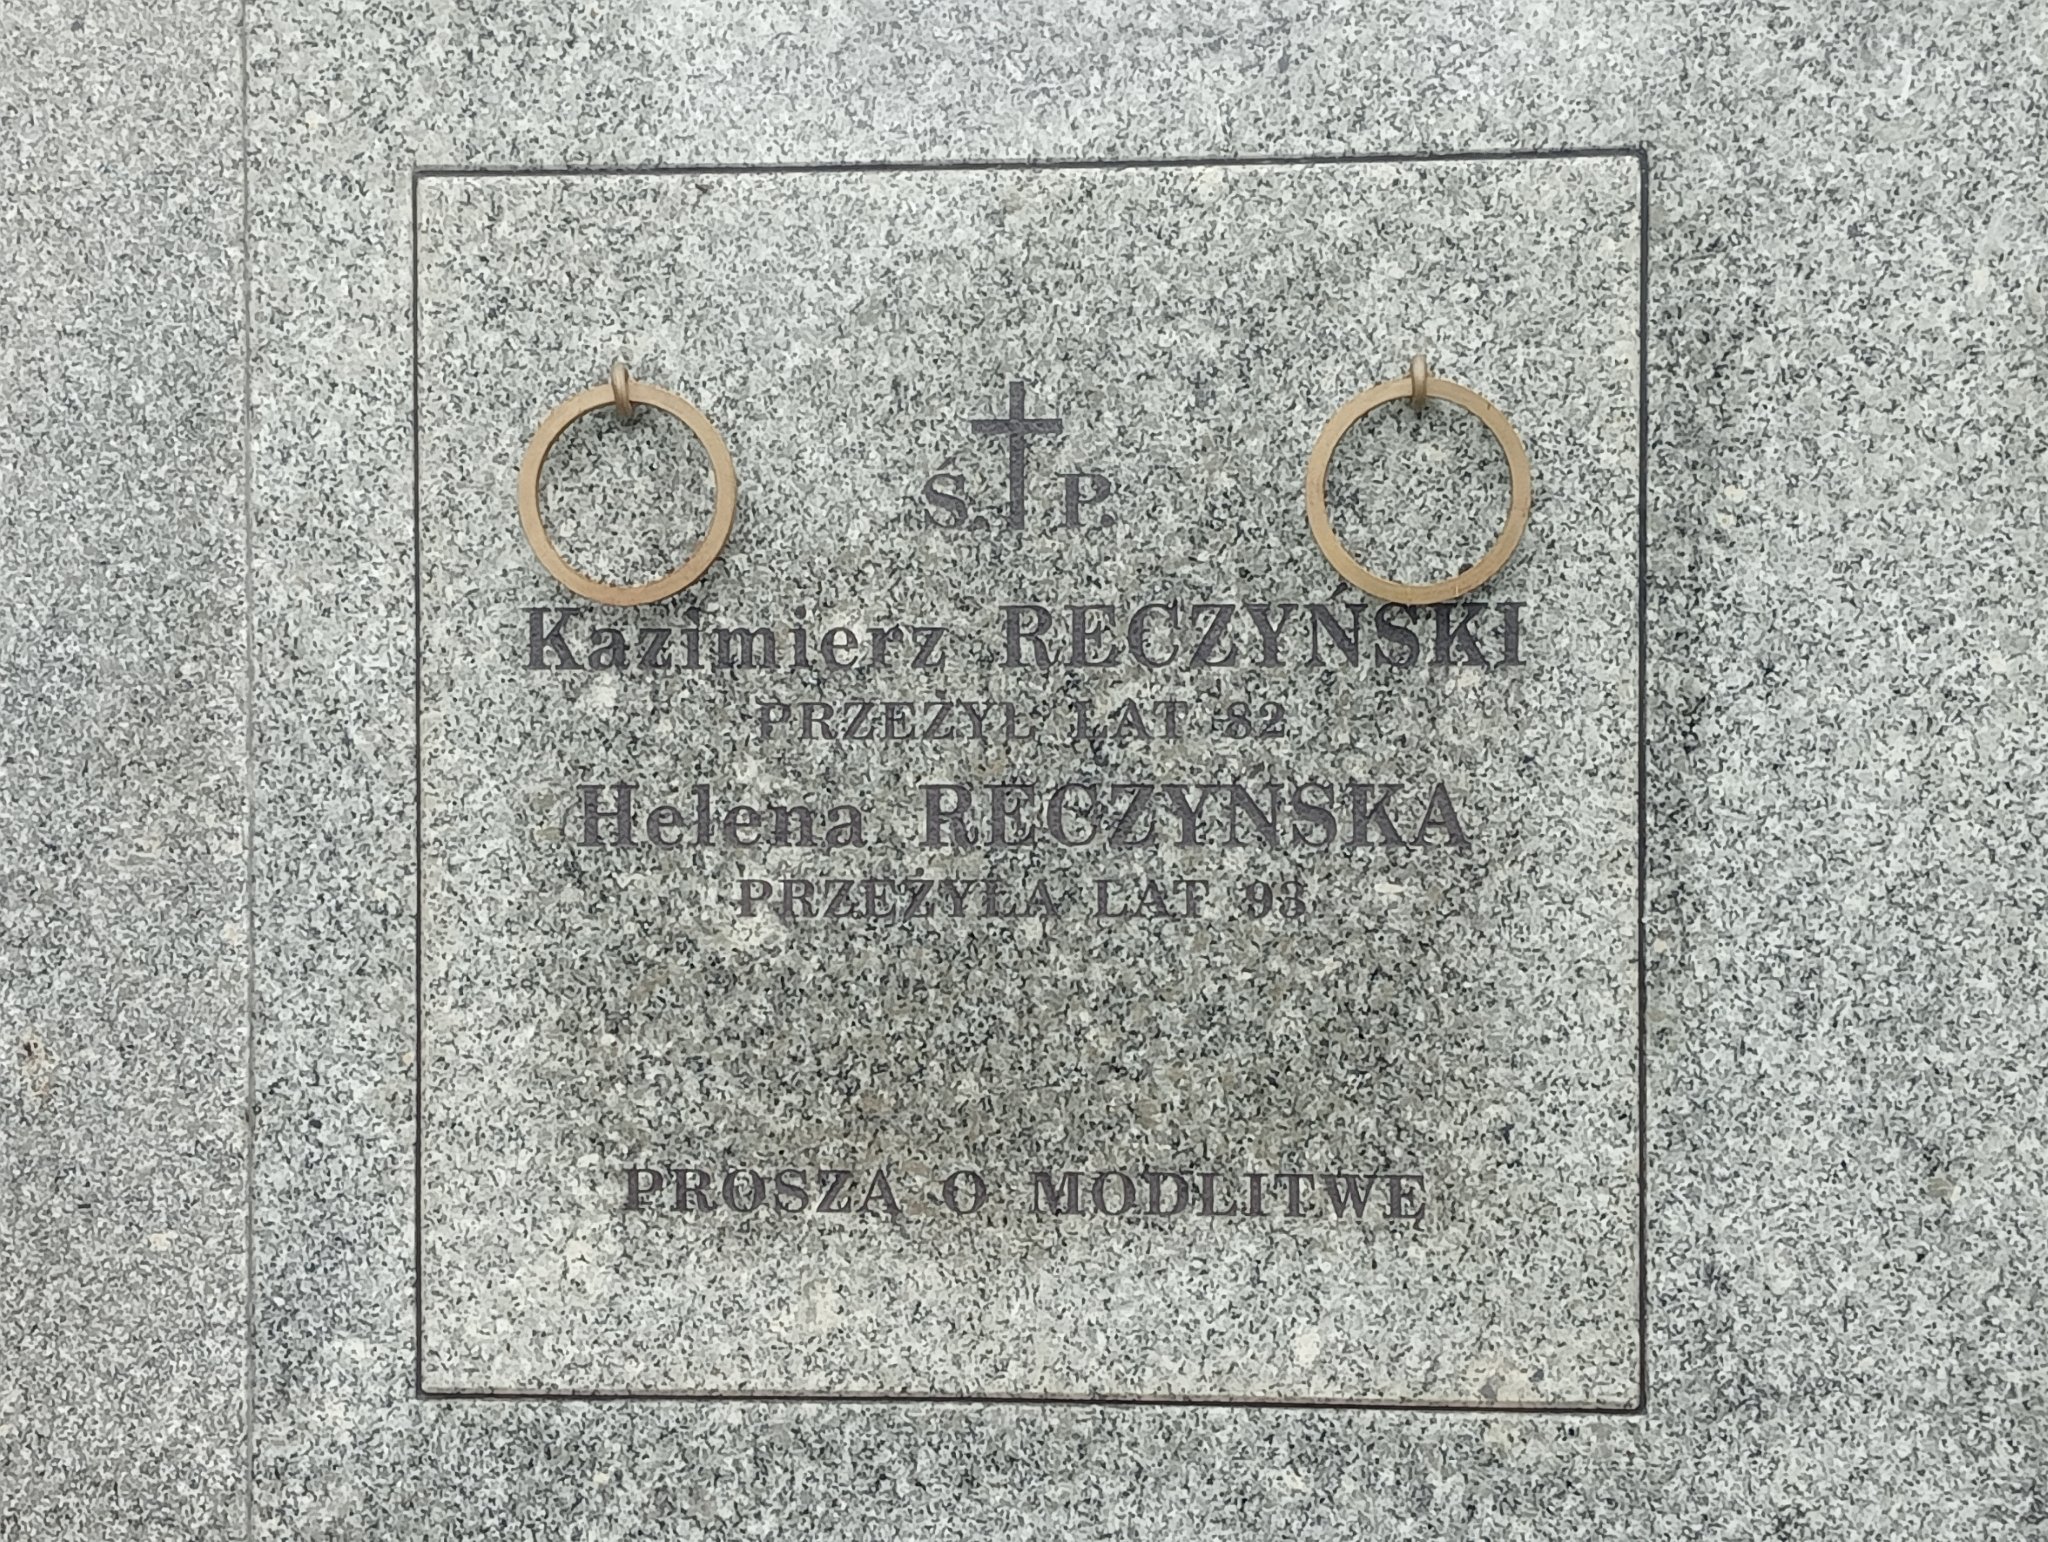 Ś. P.
Kazimierz RECZYŃSKI
PRZEŻYŁ LAT 82
Helena RECZYŃSKA
PRZEŻYŁA LAT 93
PROSZĄ O MODLITWĘ